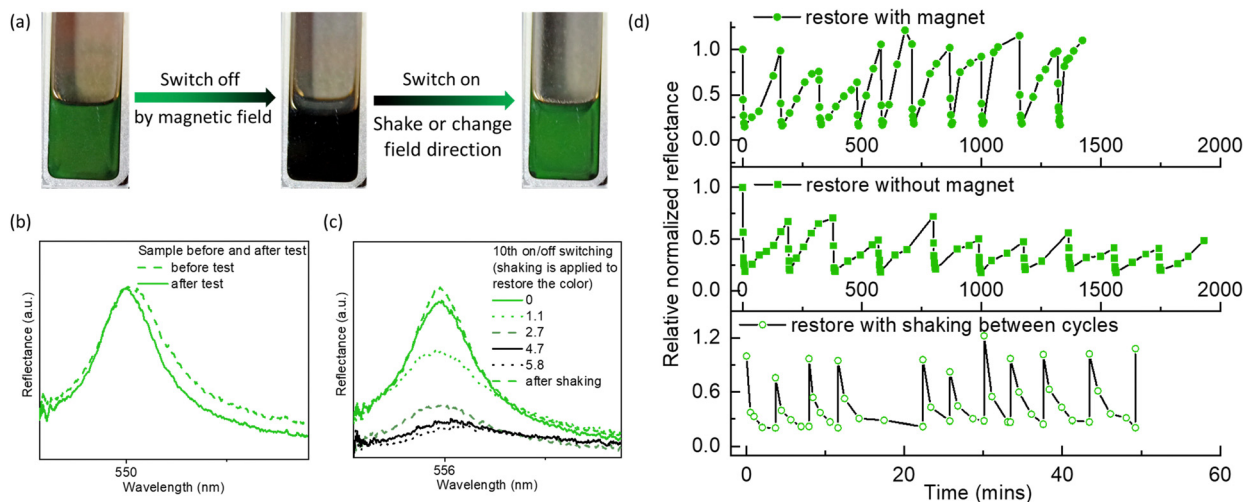 (a)
Switch off
by magnetic field
Switch on
Shake or change
field direction
(b)
Sample before and after test
before test
after test
Reflectance (a.u.)
550
Wavelength (nm)
(c)
10th on/off switching
(shaking is applied to
restore the color)
0
1.1
2.7
4.7
5.8
after shaking
Reflectance (a.u.)
556
Wavelength (nm)
(d)
Relative normalized reflectance
restore with magnet
1.0
0.5
0.0
0 500 1000 1500 2000
restore without magnet
1.0
0.5
0.0
0 500 1000 1500 2000
restore with shaking between cycles
1.2
0.6
0.0
0 20 40 60
Time (mins)